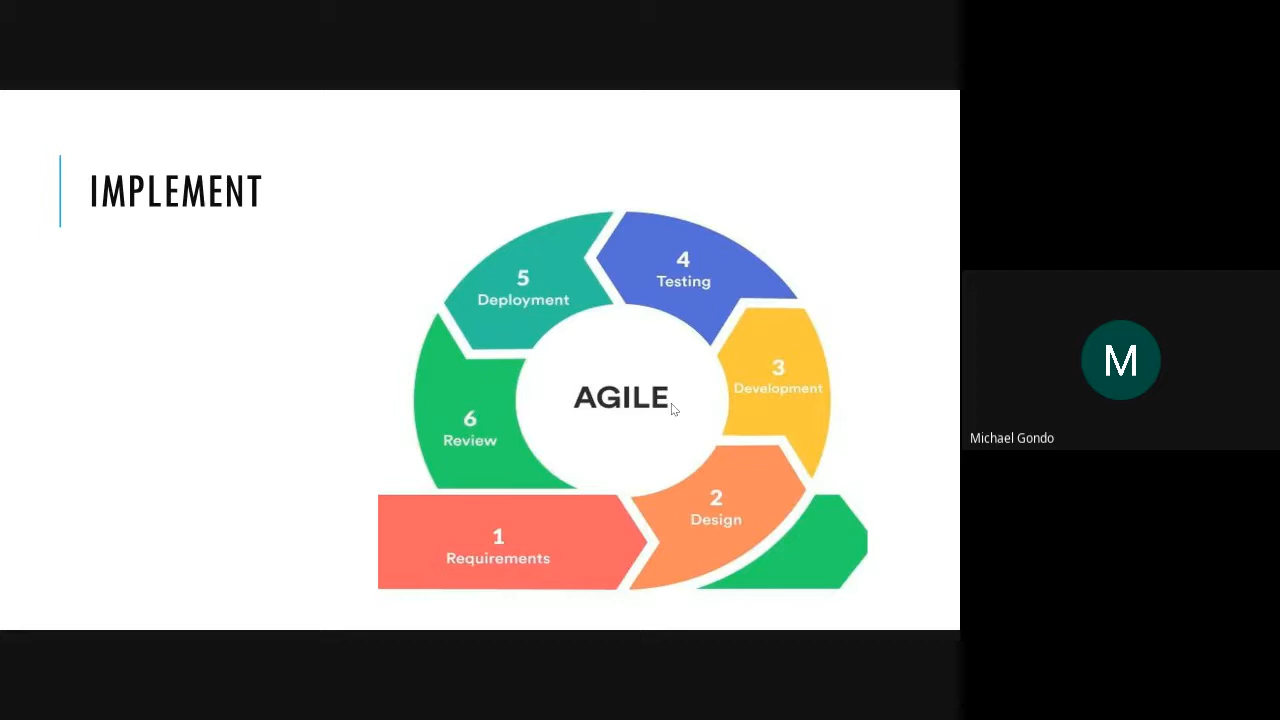 IMPLEMENT
AGILE
1
Requirements
2
Design
3
Development
4
Testing
5
Deployment
6
Review
M
Michael Gondo